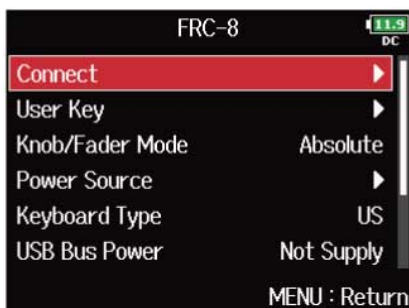 FRC-8
11.9
DC
Connect
User Key
Knob/Fader Mode Absolute
Power Source
Keyboard Type US
USB Bus Power Not Supply
MENU : Return